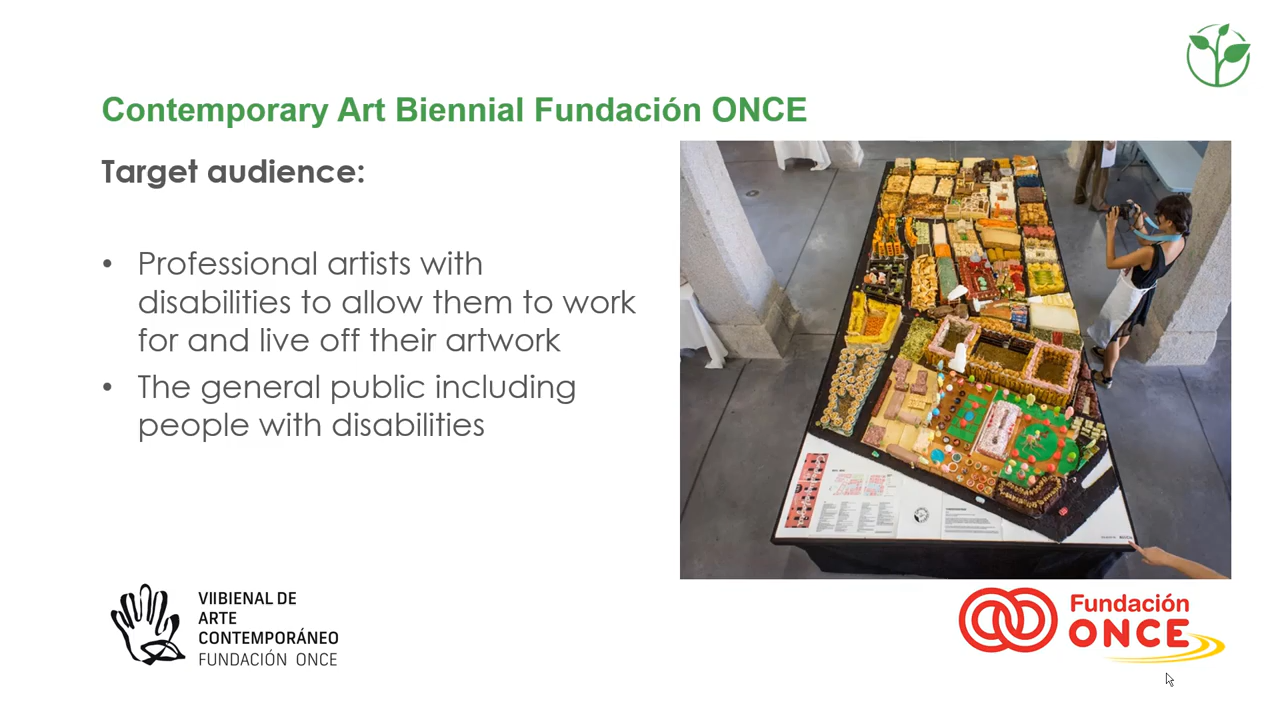 Contemporary Art Biennial Fundación ONCE
Target audience:
• Professional artists with
disabilities to allow them to work
for and live off their artwork
• The general public including
people with disabilities
VIIBIENAL DE
ARTE
CONTEMPORÁNEO
FUNDACIÓN ONCE
Fundación
ONCE